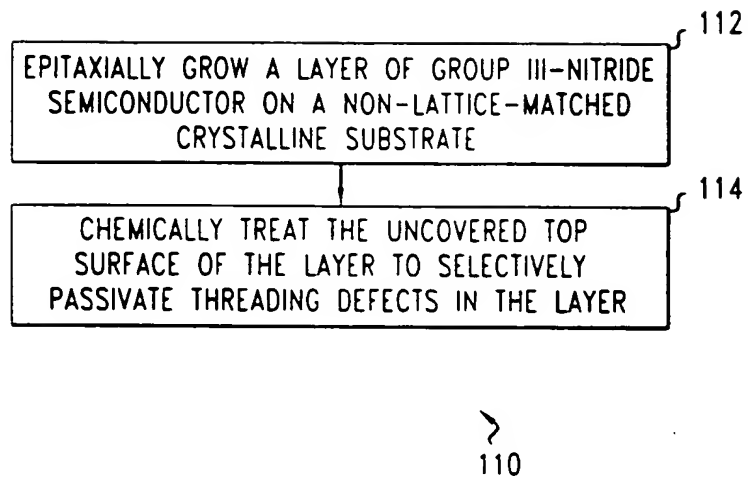 112
EPITAXIALLY GROW A LAYER OF GROUP III-NITRIDE
SEMICONDUCTOR ON A NON-LATTICE-MATCHED
CRYSTALLINE SUBSTRATE
114
CHEMICALLY TREAT THE UNCOVERED TOP
SURFACE OF THE LAYER TO SELECTIVELY
PASSIVATE THREADING DEFECTS IN THE LAYER
110